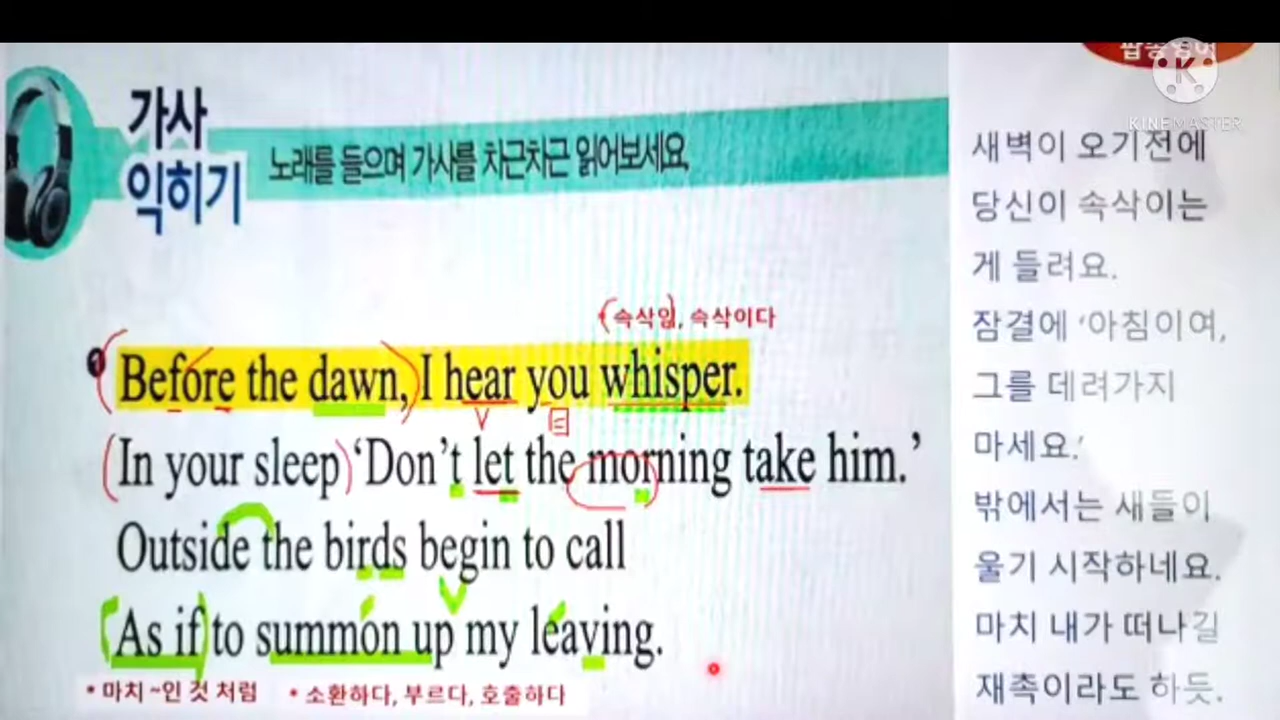 팝송영어
KINEMASTER
가사
익히기
노래를 들으며 가사를 차근차근 읽어보세요.
(속삭임), 속삭이다
❶ Before the dawn, I hear you whisper.
V 목
(In your sleep) ‘Don’t let the morning take him.’
Outside the birds begin to call
As if to summon up my leaving.
* 마치 ~인 것 처럼 * 소환하다, 부르다, 호출하다
새벽이 오기전에
당신이 속삭이는
게 들려요.
잠결에 ‘아침이여,
그를 데려가지
마세요.’
밖에서는 새들이
울기 시작하네요.
마치 내가 떠나길
재촉이라도 하듯.